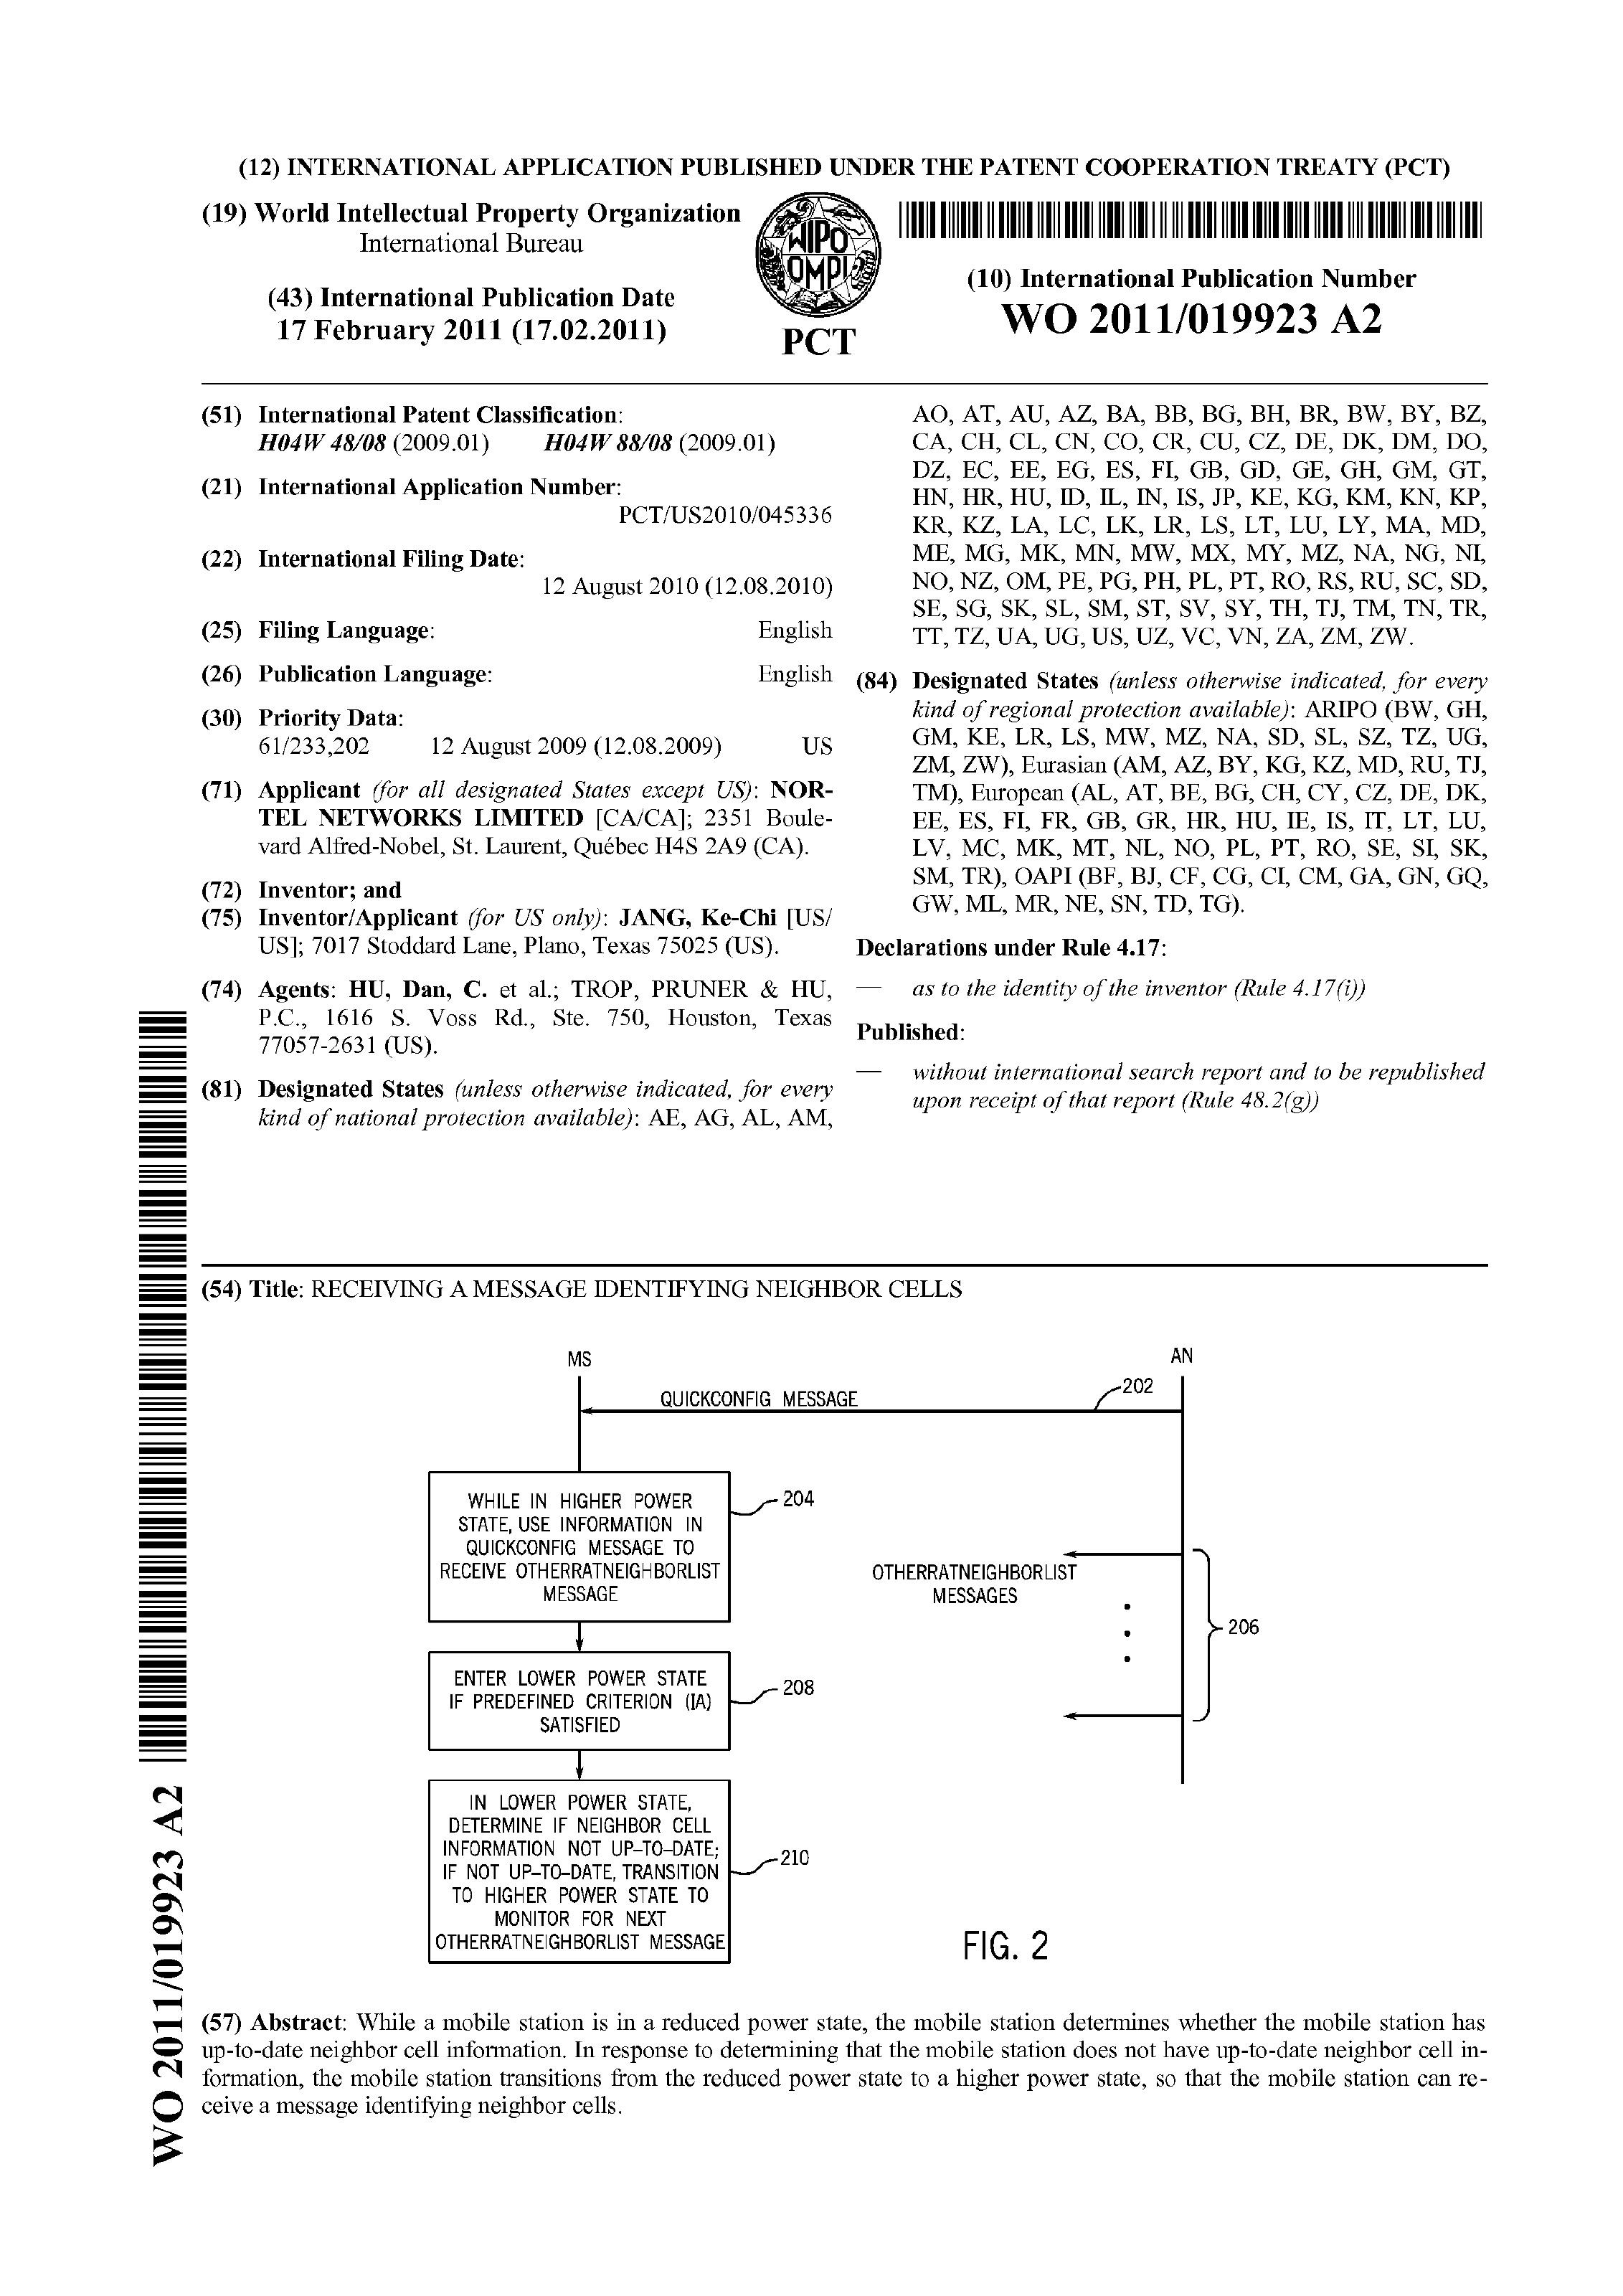 (12) INTERNATIONAL APPLICATION PUBLISHED UNDER THE PATENT COOPERATION TREATY (PCT)
(19) World Intellectual Property Organization
International Bureau
(43) International Publication Date
17 February 2011 (17.02.2011)
WIPO
OMPI
PCT
(10) International Publication Number
WO 2011/019923 A2
(51) International Patent Classification:
H04W 48/08 (2009.01) H04W 88/08 (2009.01)
(21) International Application Number:
PCT/US2010/045336
(22) International Filing Date:
12 August 2010 (12.08.2010)
(25) Filing Language: English
(26) Publication Language: English
(30) Priority Data:
61/233,202 12 August 2009 (12.08.2009) US
(71) Applicant (for all designated States except US): NOR-
TEL NETWORKS LIMITED [CA/CA]; 2351 Boule-
vard Alfred-Nobel, St. Laurent, Québec H4S 2A9 (CA).
(72) Inventor; and
(75) Inventor/Applicant (for US only): JANG, Ke-Chi [US/
US]; 7017 Stoddard Lane, Plano, Texas 75025 (US).
(74) Agents: HU, Dan, C. et al.; TROP, PRUNER & HU,
P.C., 1616 S. Voss Rd., Ste. 750, Houston, Texas
77057-2631 (US).
(81) Designated States (unless otherwise indicated, for every
kind of national protection available): AE, AG, AL, AM,
AO, AT, AU, AZ, BA, BB, BG, BH, BR, BW, BY, BZ,
CA, CH, CL, CN, CO, CR, CU, CZ, DE, DK, DM, DO,
DZ, EC, EE, EG, ES, FI, GB, GD, GE, GH, GM, GT,
HN, HR, HU, ID, IL, IN, IS, JP, KE, KG, KM, KN, KP,
KR, KZ, LA, LC, LK, LR, LS, LT, LU, LY, MA, MD,
ME, MG, MK, MN, MW, MX, MY, MZ, NA, NG, NI,
NO, NZ, OM, PE, PG, PH, PL, PT, RO, RS, RU, SC, SD,
SE, SG, SK, SL, SM, ST, SV, SY, TH, TJ, TM, TN, TR,
TT, TZ, UA, UG, US, UZ, VC, VN, ZA, ZM, ZW.
(84) Designated States (unless otherwise indicated, for every
kind of regional protection available): ARIPO (BW, GH,
GM, KE, LR, LS, MW, MZ, NA, SD, SL, SZ, TZ, UG,
ZM, ZW), Eurasian (AM, AZ, BY, KG, KZ, MD, RU, TJ,
TM), European (AL, AT, BE, BG, CH, CY, CZ, DE, DK,
EE, ES, FI, FR, GB, GR, HR, HU, IE, IS, IT, LT, LU,
LV, MC, MK, MT, NL, NO, PL, PT, RO, SE, SI, SK,
SM, TR), OAPI (BF, BJ, CF, CG, CI, CM, GA, GN, GQ,
GW, ML, MR, NE, SN, TD, TG).
Declarations under Rule 4.17:
— as to the identity of the inventor (Rule 4.17(i))
Published:
— without international search report and to be republished
upon receipt of that report (Rule 48.2(g))
(54) Title: RECEIVING A MESSAGE IDENTIFYING NEIGHBOR CELLS
MS
AN
QUICKCONFIG MESSAGE
202
WHILE IN HIGHER POWER
STATE, USE INFORMATION IN
QUICKCONFIG MESSAGE TO
RECEIVE OTHERRATNEIGHBORLIST
MESSAGE
204
OTHERRATNEIGHBORLIST
MESSAGES
206
ENTER LOWER POWER STATE
IF PREDEFINED CRITERION (IA)
SATISFIED
208
IN LOWER POWER STATE,
DETERMINE IF NEIGHBOR CELL
INFORMATION NOT UP-TO-DATE;
IF NOT UP-TO-DATE, TRANSITION
TO HIGHER POWER STATE TO
MONITOR FOR NEXT
OTHERRATNEIGHBORLIST MESSAGE
210
FIG. 2
(57) Abstract: While a mobile station is in a reduced power state, the mobile station determines whether the mobile station has
up-to-date neighbor cell information. In response to determining that the mobile station does not have up-to-date neighbor cell in-
formation, the mobile station transitions from the reduced power state to a higher power state, so that the mobile station can re-
ceive a message identifying neighbor cells.
WO 2011/019923 A2